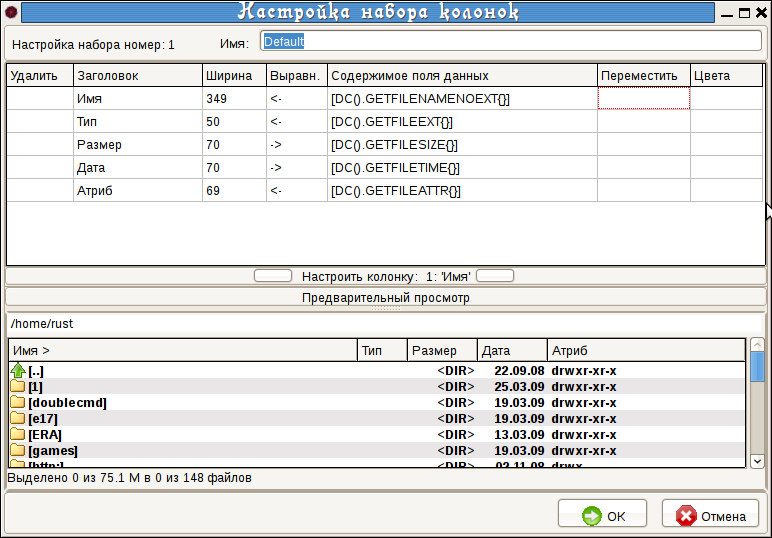 Настройка набора колонок
Настройка набора номер: 1 Имя: Default
Удалить Заголовок Ширина Выравн. Содержимое поля данных Переместить Цвета
Имя 349 <- [DC().GETFILENAMENOEXT{}]
Тип 50 <- [DC().GETFILEEXT{}]
Размер 70 -> [DC().GETFILESIZE{}]
Дата 70 -> [DC().GETFILETIME{}]
Атриб 69 <- [DC().GETFILEATTR{}]
Настроить колонку: 1: 'Имя'
Предварительный просмотр
/home/rust
Имя > Тип Размер Дата Атриб
[..] <DIR> 22.09.08 drwxr-xr-x
[1] <DIR> 25.03.09 drwxr-xr-x
[doublecmd] <DIR> 19.03.09 drwxr-xr-x
[e17] <DIR> 19.03.09 drwxr-xr-x
[ERA] <DIR> 13.03.09 drwxr-xr-x
[games] <DIR> 19.03.09 drwxr-xr-x
[http:] <DIR> 02.11.08 drwx
Выделено 0 из 75.1 M в 0 из 148 файлов
OK Отмена